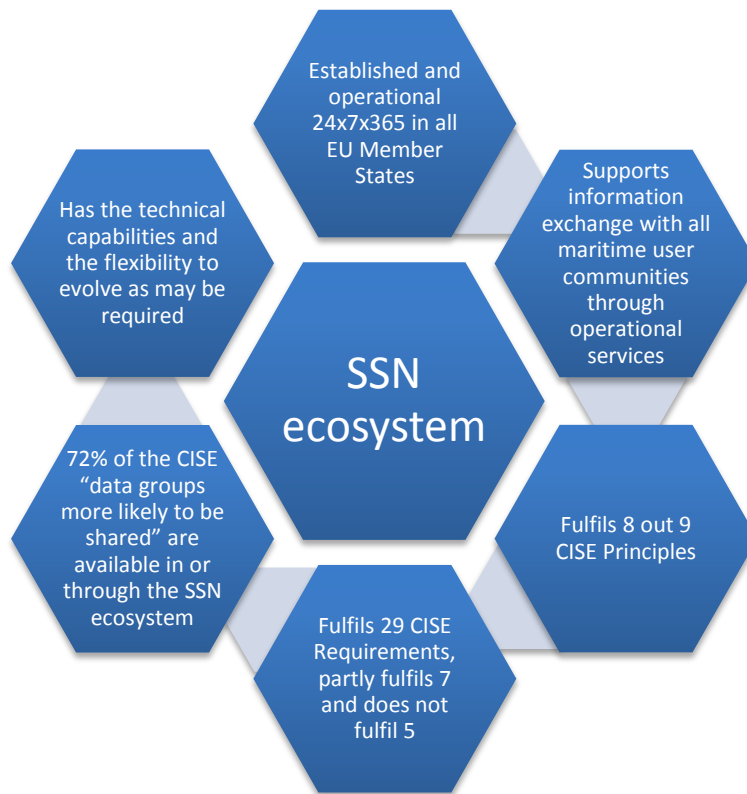 Established and
operational
24x7x365 in all
EU Member
States
Supports
information
exchange with all
maritime user
communities
through
operational
services
Fulfils 8 out 9
CISE Principles
Fulfils 29 CISE
Requirements,
partly fulfils 7
and does not
fulfil 5
72% of the CISE
“data groups
more likely to be
shared” are
available in or
through the SSN
ecosystem
Has the technical
capabilities and
the flexibility to
evolve as may be
required
SSN
ecosystem